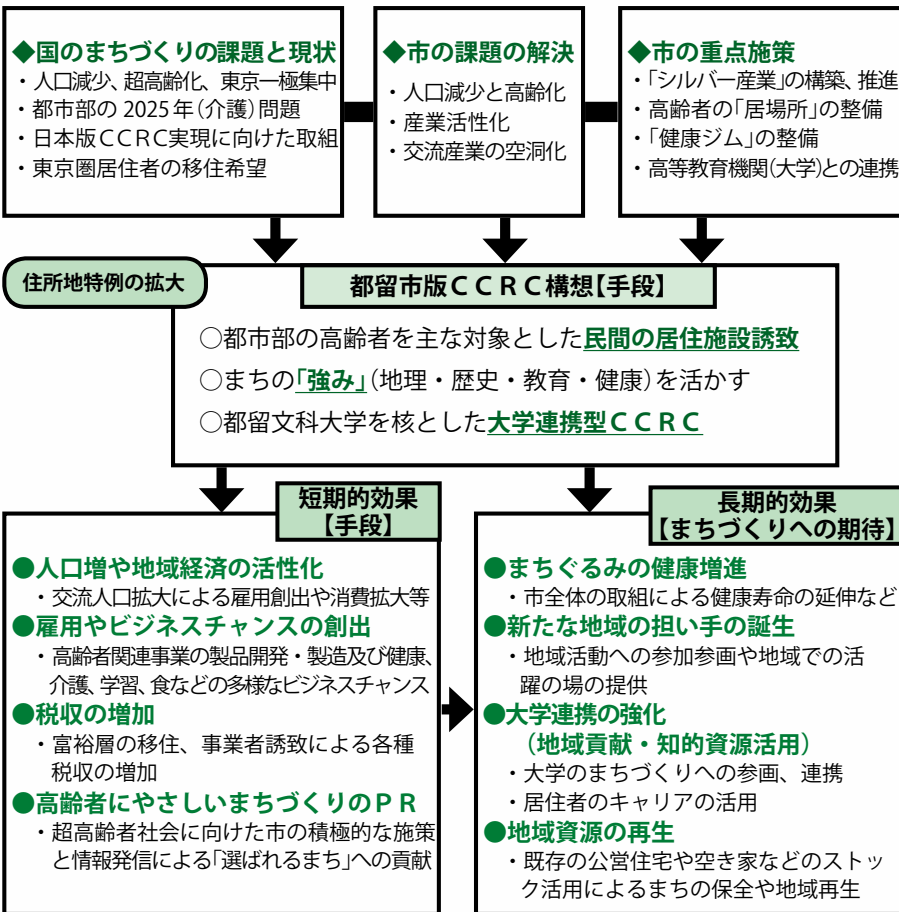 ◆国のまちづくりの課題と現状
・人口減少、超高齢化、東京一極集中
・都市部の 2025年(介護)問題
・日本版CCRC実現に向けた取組
・東京圏居住者の移住希望
◆市の課題の解決
・人口減少と高齢化
・産業活性化
・交流産業の空洞化
◆市の重点施策
・「シルバー産業」の構築、推進
・高齢者の「居場所」の整備
・「健康ジム」の整備
・高等教育機関(大学)との連携
住所地特例の拡大
都留市版CCRC構想【手段】
○都市部の高齢者を主な対象とした民間の居住施設誘致
○まちの「強み」(地理・歴史・教育・健康)を活かす
○都留文科大学を核とした大学連携型CCRC
短期的効果
【手段】
●人口増や地域経済の活性化
・交流人口拡大による雇用創出や消費拡大等
●雇用やビジネスチャンスの創出
・高齢者関連事業の製品開発・製造及び健康、
介護、学習、食などの多様なビジネスチャンス
●税収の増加
・富裕層の移住、事業者誘致による各種
税収の増加
●高齢者にやさしいまちづくりのPR
・超高齢者社会に向けた市の積極的な施策
と情報発信による「選ばれるまち」への貢献
長期的効果
【まちづくりへの期待】
●まちぐるみの健康増進
・市全体の取組による健康寿命の延伸など
●新たな地域の担い手の誕生
・地域活動への参加参画や地域での活
躍の場の提供
●大学連携の強化
(地域貢献・知的資源活用)
・大学のまちづくりへの参画、連携
・居住者のキャリアの活用
●地域資源の再生
・既存の公営住宅や空き家などのストッ
ク活用によるまちの保全や地域再生